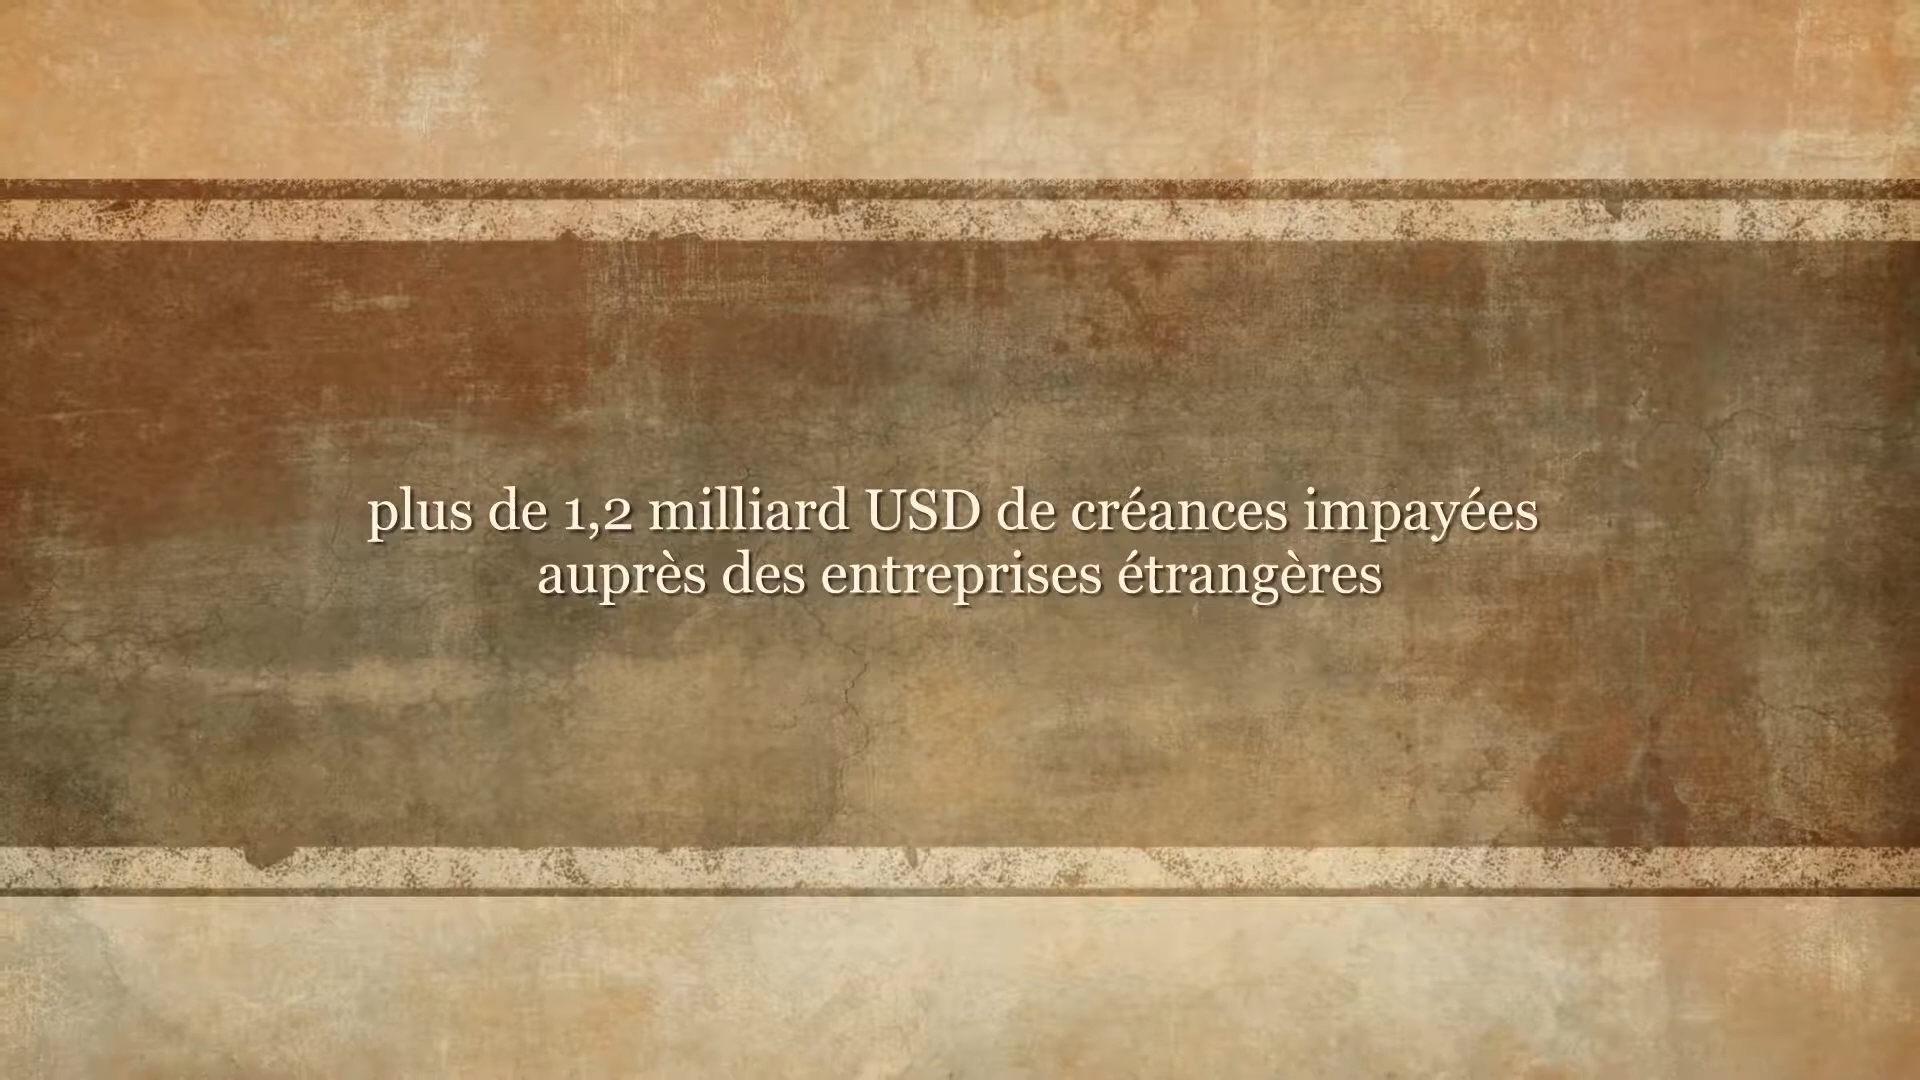 plus de 1,2 milliard USD de créances impayées
auprès des entreprises étrangères